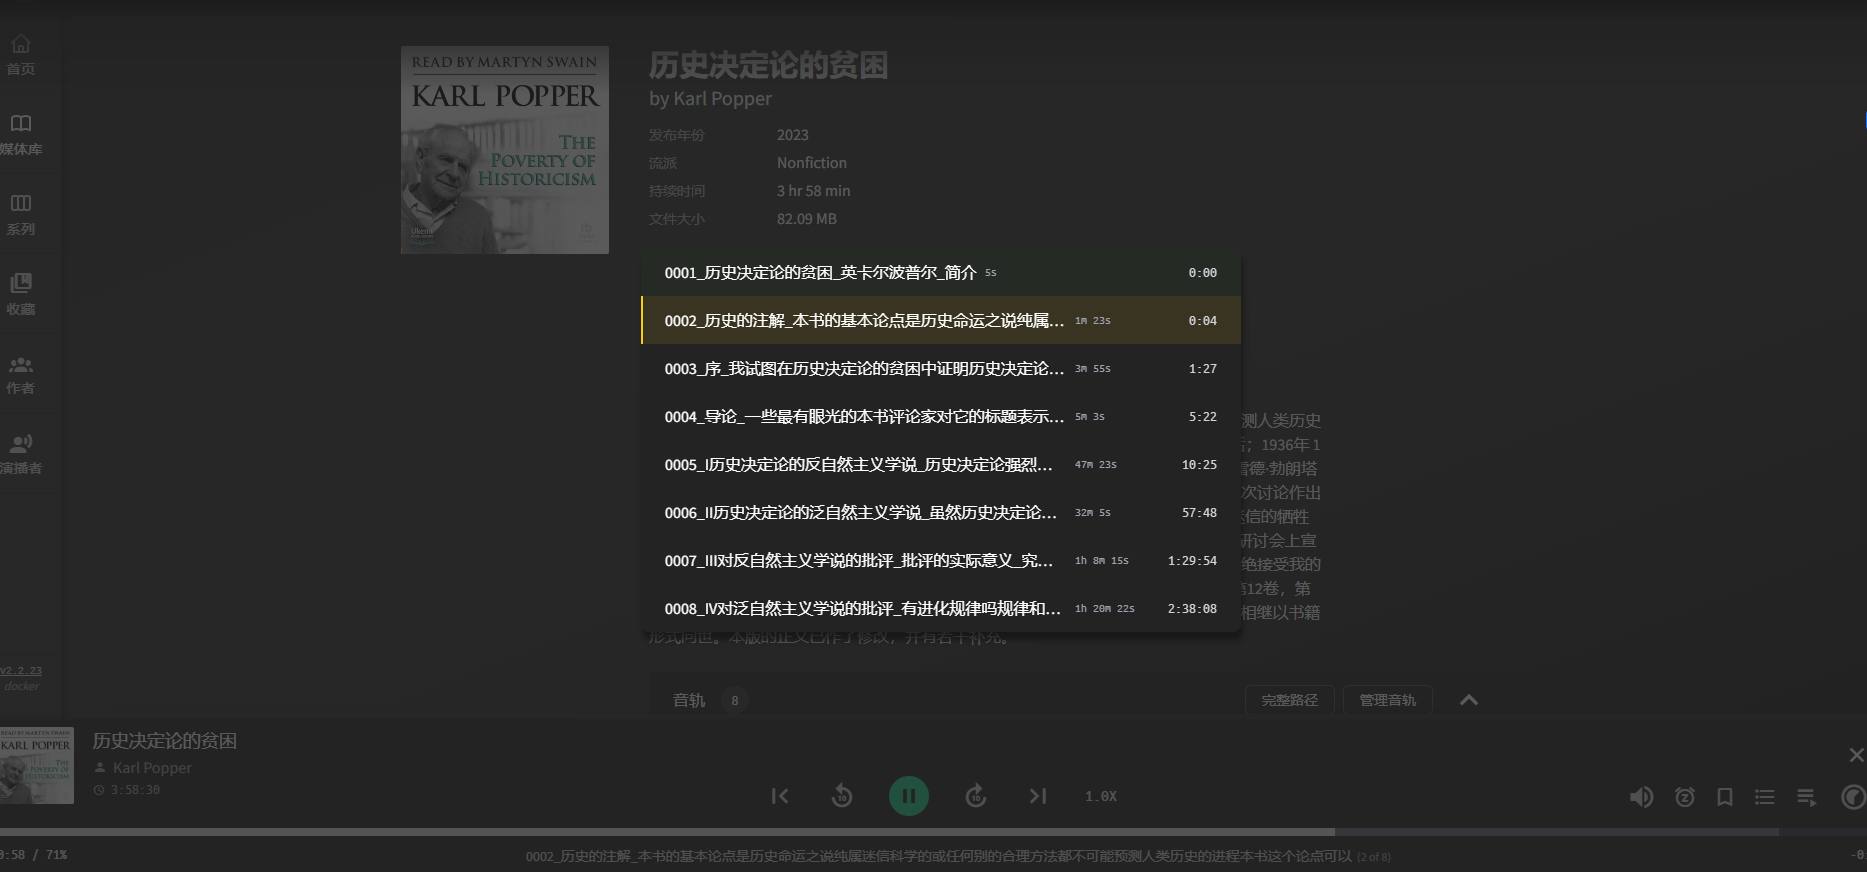 首页
媒体库
系列
收藏
作者
演播者
v2.2.23
docker
READ BY MARTYN SWAIN
KARL POPPER
THE
POVERTY OF
HISTORICISM
Ukemi
历史决定论的贫困
by Karl Popper
发布年份 2023
流派 Nonfiction
持续时间 3 hr 58 min
文件大小 82.09 MB
0001_历史决定论的贫困_英卡尔波普尔_简介 5s 0:00
0002_历史的注解_本书的基本论点是历史命运之说纯属... 1m 23s 0:04
0003_序_我试图在历史决定论的贫困中证明历史决定论... 3m 55s 1:27
0004_导论_一些最有眼光的本书评论家对它的标题表示... 5m 3s 5:22
0005_I历史决定论的反自然主义学说_历史决定论强烈... 47m 23s 10:25
0006_II历史决定论的泛自然主义学说_虽然历史决定论... 32m 5s 57:48
0007_III对反自然主义学说的批评_批评的实际意义_究... 1h 8m 15s 1:29:54
0008_IV对泛自然主义学说的批评_有进化规律吗规律和... 1h 20m 22s 2:38:08
测人类历史
；1936年 1
雷德·勃朗塔
次讨论作出
迷信的牺牲
研讨会上宣
绝接受我的
第12卷，第
相继以书籍
形式问世。本版的正文已作了修改，并有若干补充。
音轨 8 完整路径 管理音轨
READ BY MARTYN SWAIN
KARL POPPER
THE
POVERTY OF
HISTORICISM
历史决定论的贫困
Karl Popper
3:58:30
10 10 1.0X
0:58 / 71%
0002_历史的注解_本书的基本论点是历史命运之说纯属迷信科学的或任何别的合理方法都不可能预测人类历史的进程本书这个论点可以 (2 of 8)
-0: